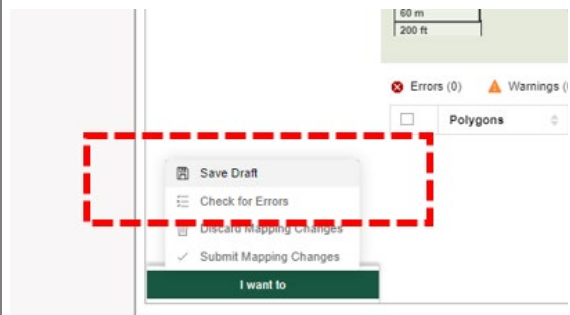 60 m
200 ft
Errors (0) Warnings (
Polygons
Save Draft
Check for Errors
Discard Mapping Changes
Submit Mapping Changes
I want to